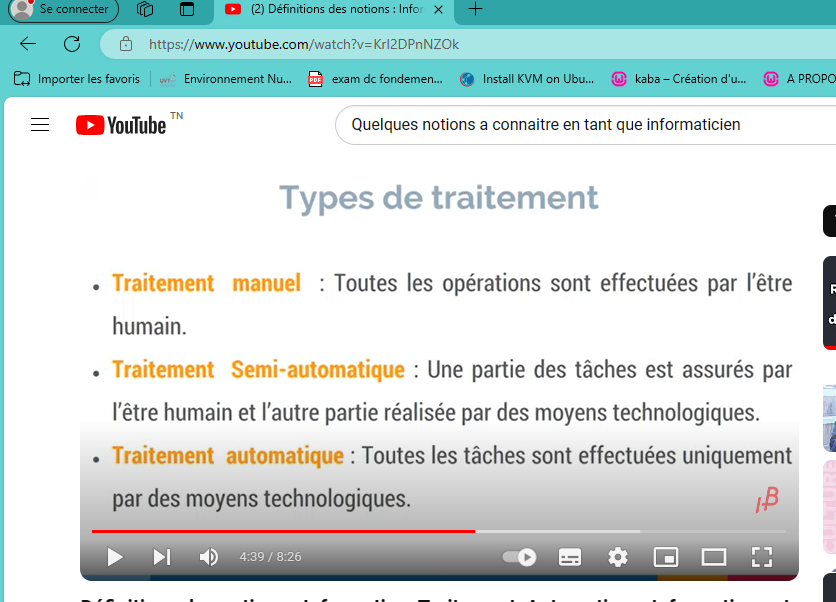 Se connecter
(2) Définitions des notions : Infor
https://www.youtube.com/watch?v=KrI2DPnNZOk
Importer les favoris
Environnement Nu...
exam dc fondemen...
Install KVM on Ubu...
kaba – Création d'u...
A PROPO
YouTube TN
Quelques notions a connaitre en tant que informaticien
Types de traitement
• Traitement manuel : Toutes les opérations sont effectuées par l'être
humain.
• Traitement Semi-automatique : Une partie des tâches est assurés par
l'être humain et l'autre partie réalisée par des moyens technologiques.
• Traitement automatique : Toutes les tâches sont effectuées uniquement
par des moyens technologiques.
4:39 / 8:26